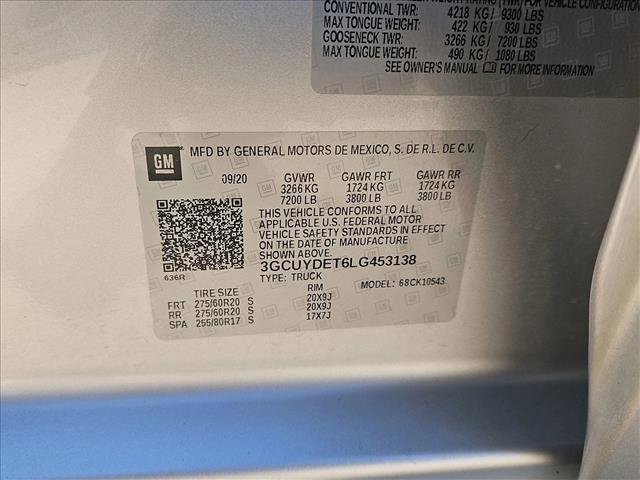 CONVENTIONAL TWR: 4218 KG/ 9300 LBS
MAX TONGUE WEIGHT: 422 KG/ 930 LBS
GOOSENECK TWR: 3266 KG/ 7200 LBS
MAX TONGUE WEIGHT: 490 KG/ 1080 LBS
SEE OWNER'S MANUAL FOR MORE INFORMATION
GM
MFD BY GENERAL MOTORS DE MEXICO, S. DE R.L. DE C.V.
09/20 GVWR GAWR FRT GAWR RR
3266 KG 1724 KG 1724 KG
7200 LB 3800 LB 3800 LB
THIS VEHICLE CONFORMS TO ALL
APPLICABLE U.S. FEDERAL MOTOR
VEHICLE SAFETY STANDARDS IN EFFECT
ON THE DATE OF MANUFACTURE
SHOWN ABOVE.
3GCUYDET6LG453138
636R TYPE: TRUCK MODEL: 68CK10543
TIRE SIZE RIM
FRT 275/60R20 S 20X9J
RR 275/60R20 S 20X9J
SPA 255/80R17 S 17X7J